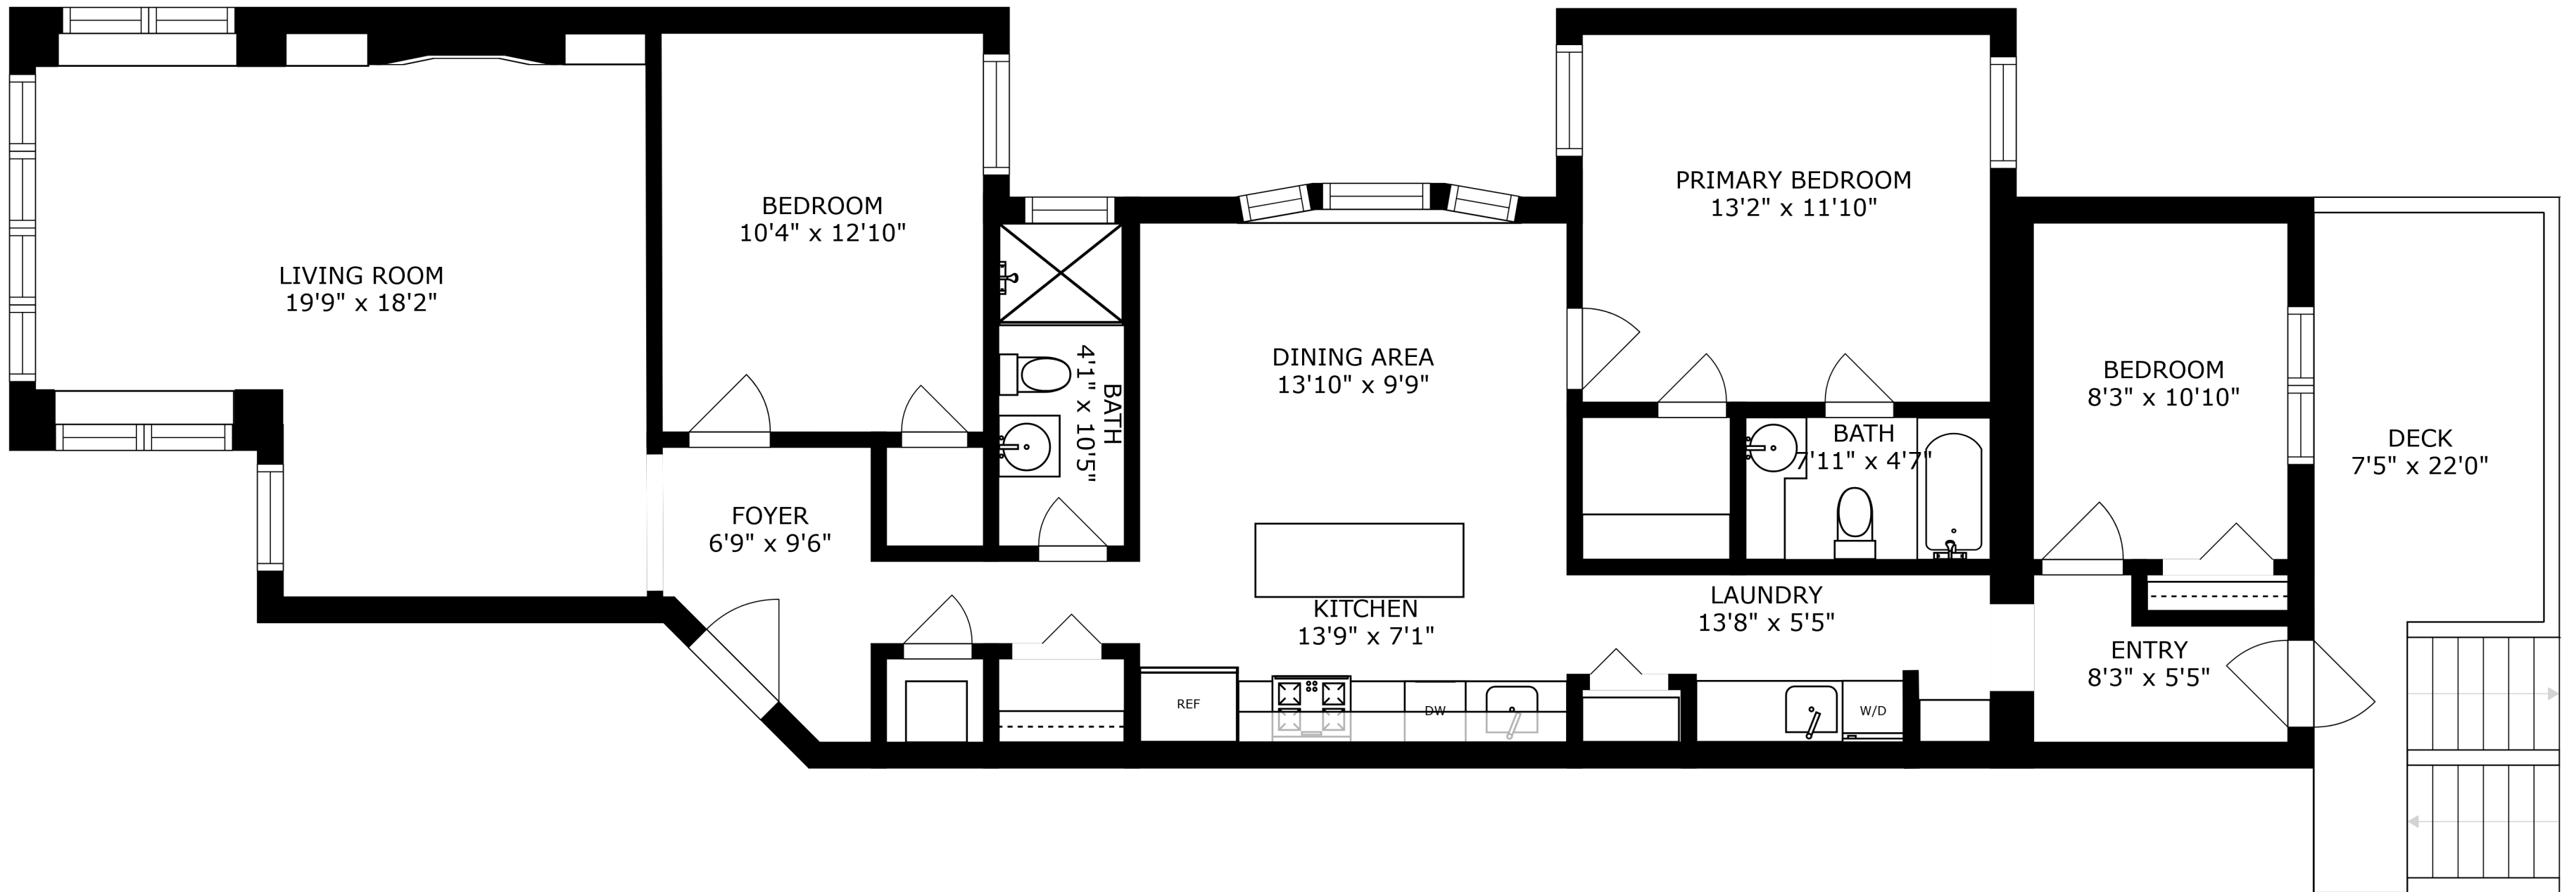 LIVING ROOM
19'9" x 18'2"
BEDROOM
10'4" x 12'10"
BATH
4'1" x 10'5"
FOYER
6'9" x 9'6"
DINING AREA
13'10" x 9'9"
KITCHEN
13'9" x 7'1"
REF
DW
PRIMARY BEDROOM
13'2" x 11'10"
BATH
7'11" x 4'7"
LAUNDRY
13'8" x 5'5"
W/D
BEDROOM
8'3" x 10'10"
ENTRY
8'3" x 5'5"
DECK
7'5" x 22'0"